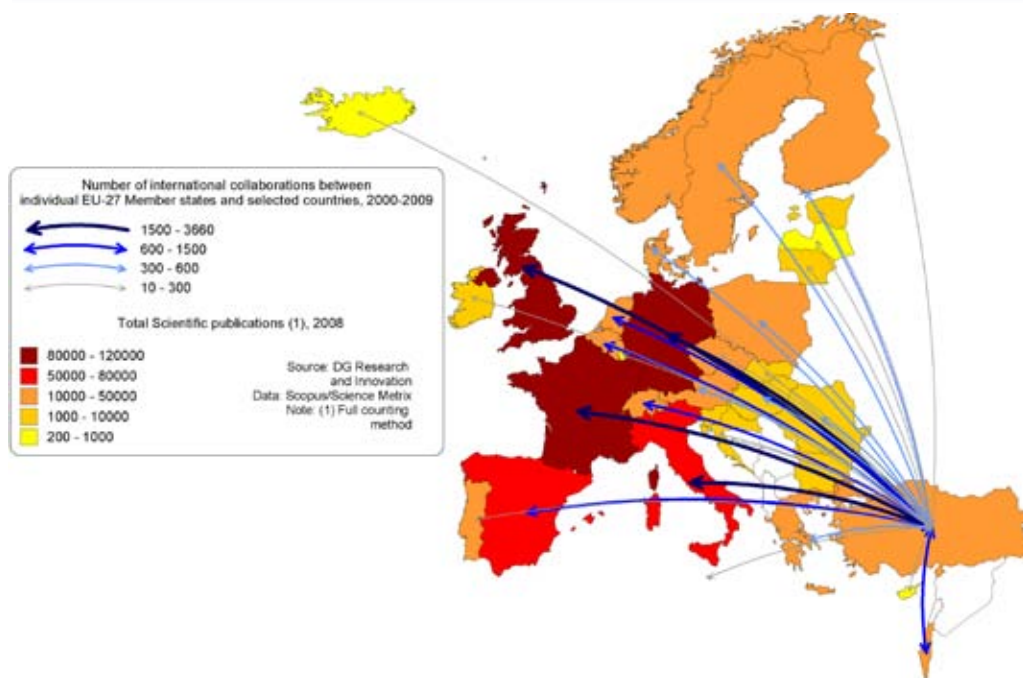 Number of international collaborations between
individual EU-27 Member states and selected countries, 2000-2009
1500 - 3660
600 - 1500
300 - 600
10 - 300
Total Scientific publications (1), 2008
80000 - 120000
50000 - 80000
10000 - 50000
1000 - 10000
200 - 1000
Source: DG Research
and Innovation
Data: Scopus/Science Metrix
Note: (1) Full counting
method